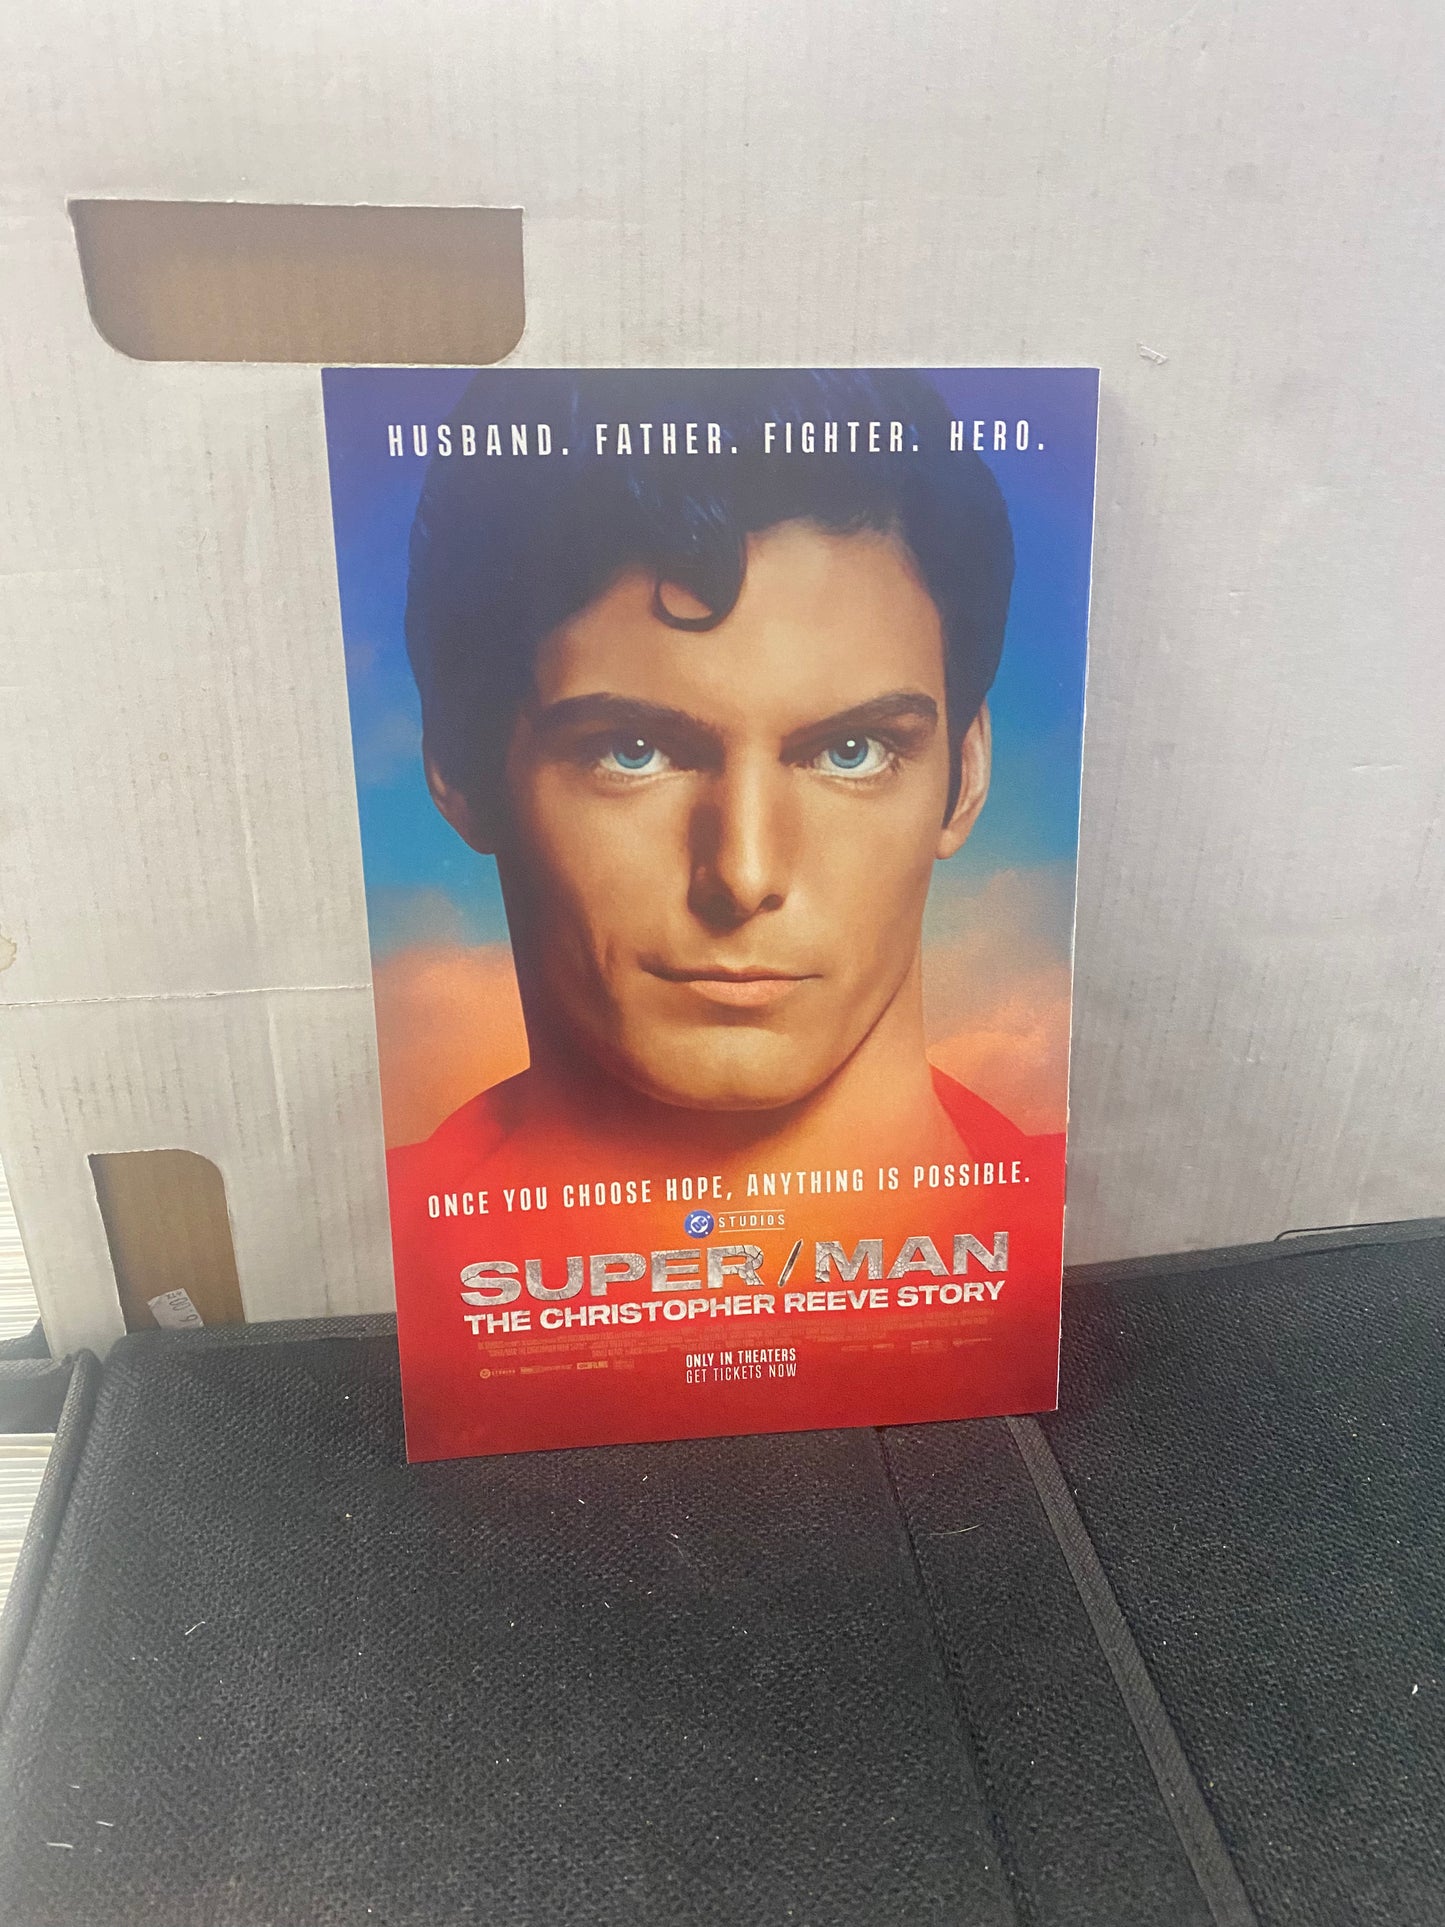 HUSBAND. FATHER. FIGHTER. HERO.
ONCE YOU CHOOSE HOPE, ANYTHING IS POSSIBLE.
DC STUDIOS
SUPER/MAN
THE CHRISTOPHER REEVE STORY
ONLY IN THEATERS
GET TICKETS NOW